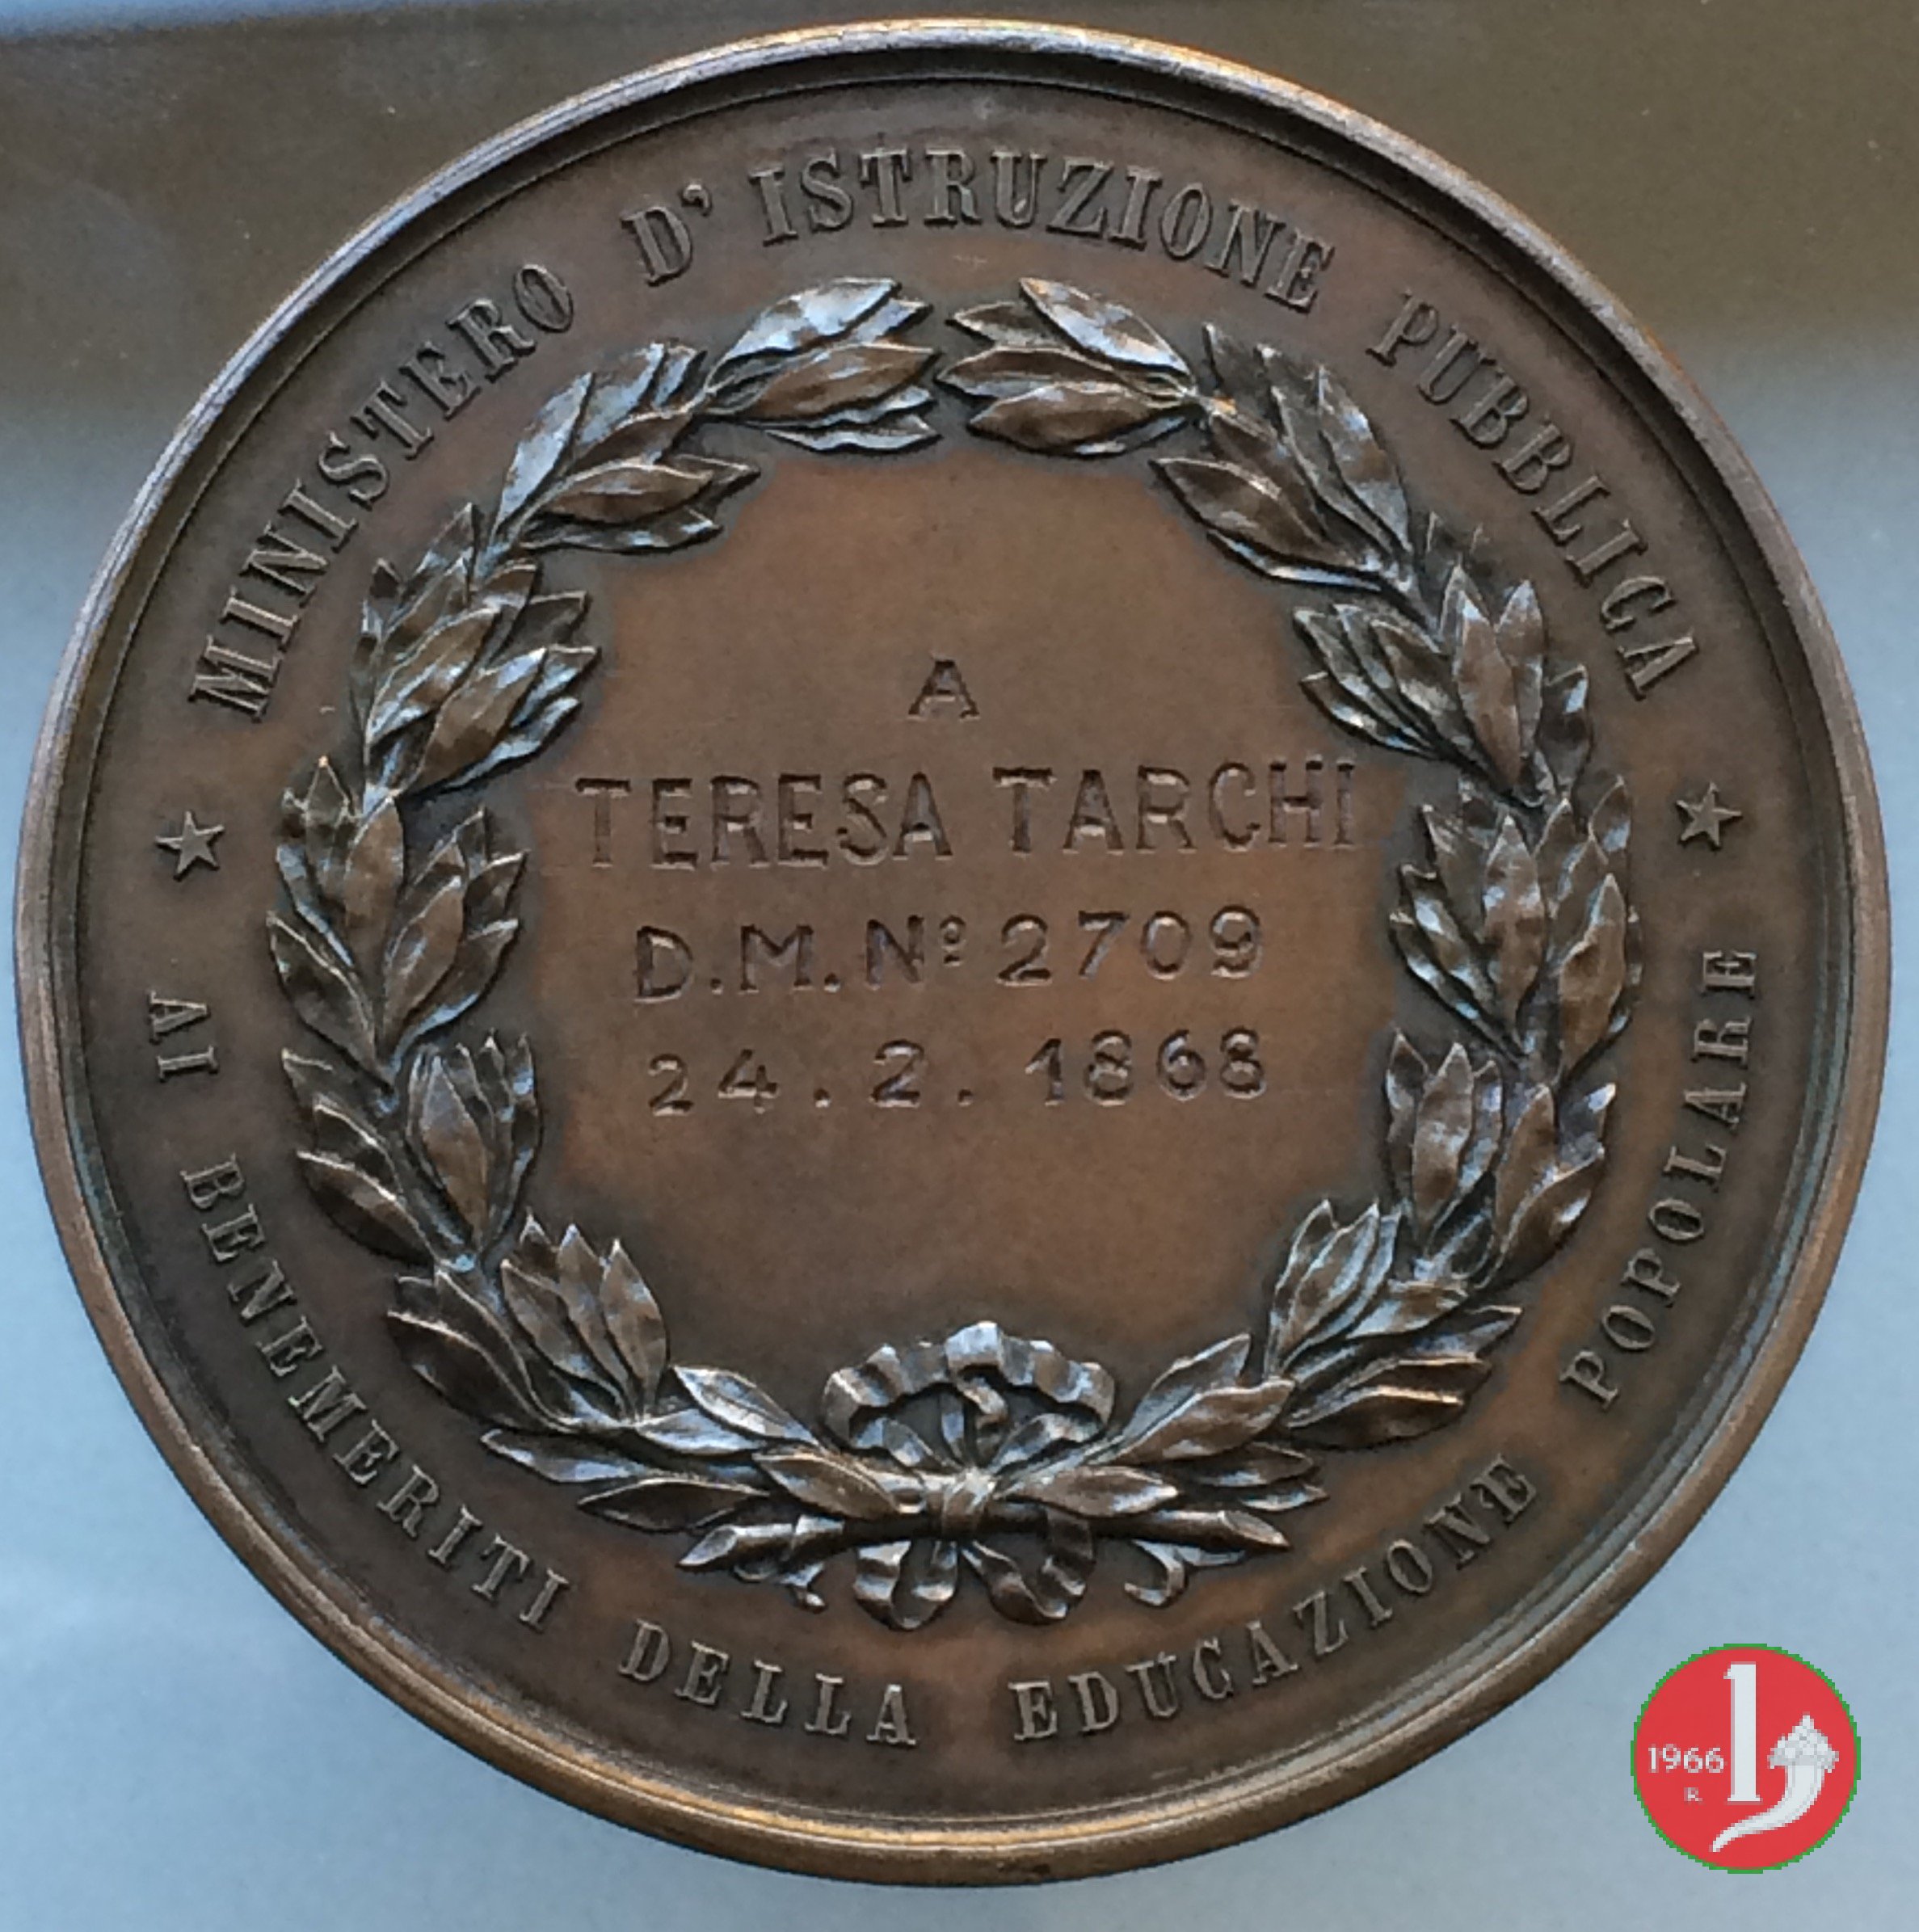 MINISTERO D' ISTRUZIONE PUBBLICA
A
TERESA TARCHI
D.M. Nº 2709
24.2.1868
AI BENEMERITI DELLA EDUCAZIONE POPOLARE
1966
R